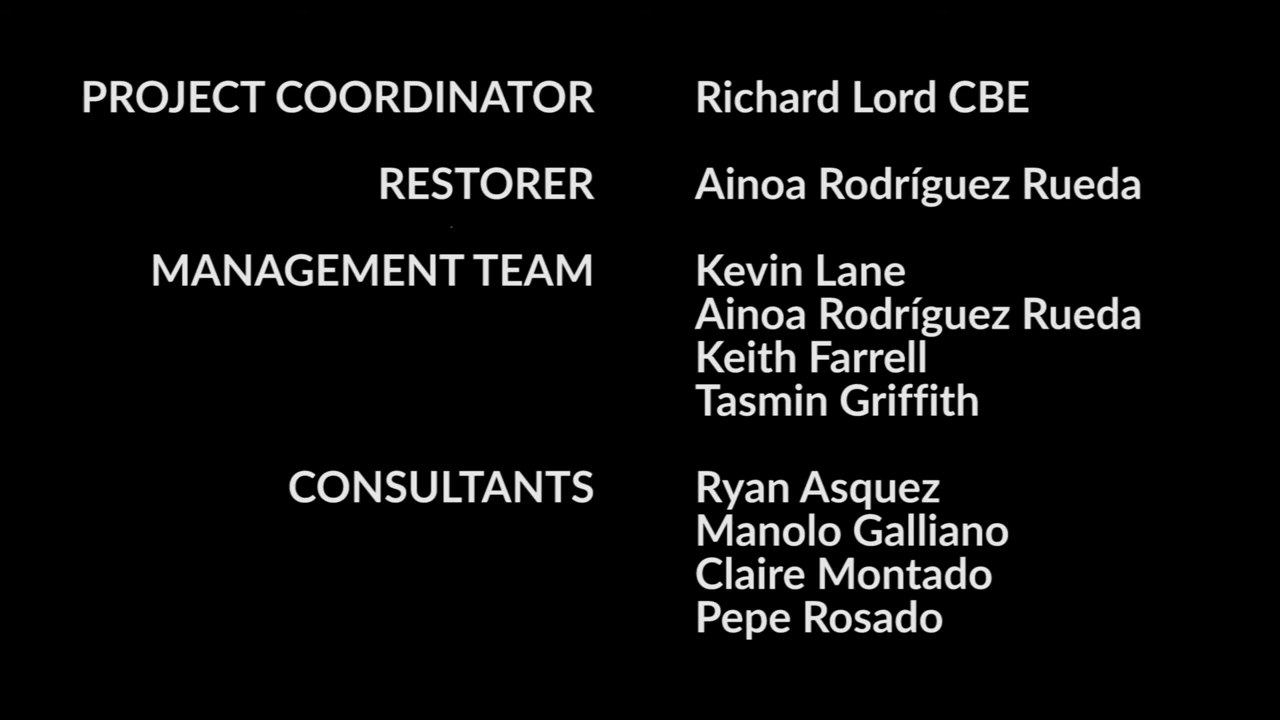 PROJECT COORDINATOR Richard Lord CBE
RESTORER Ainoa Rodríguez Rueda
MANAGEMENT TEAM Kevin Lane
Ainoa Rodríguez Rueda
Keith Farrell
Tasmin Griffith
CONSULTANTS Ryan Asquez
Manolo Galliano
Claire Montado
Pepe Rosado